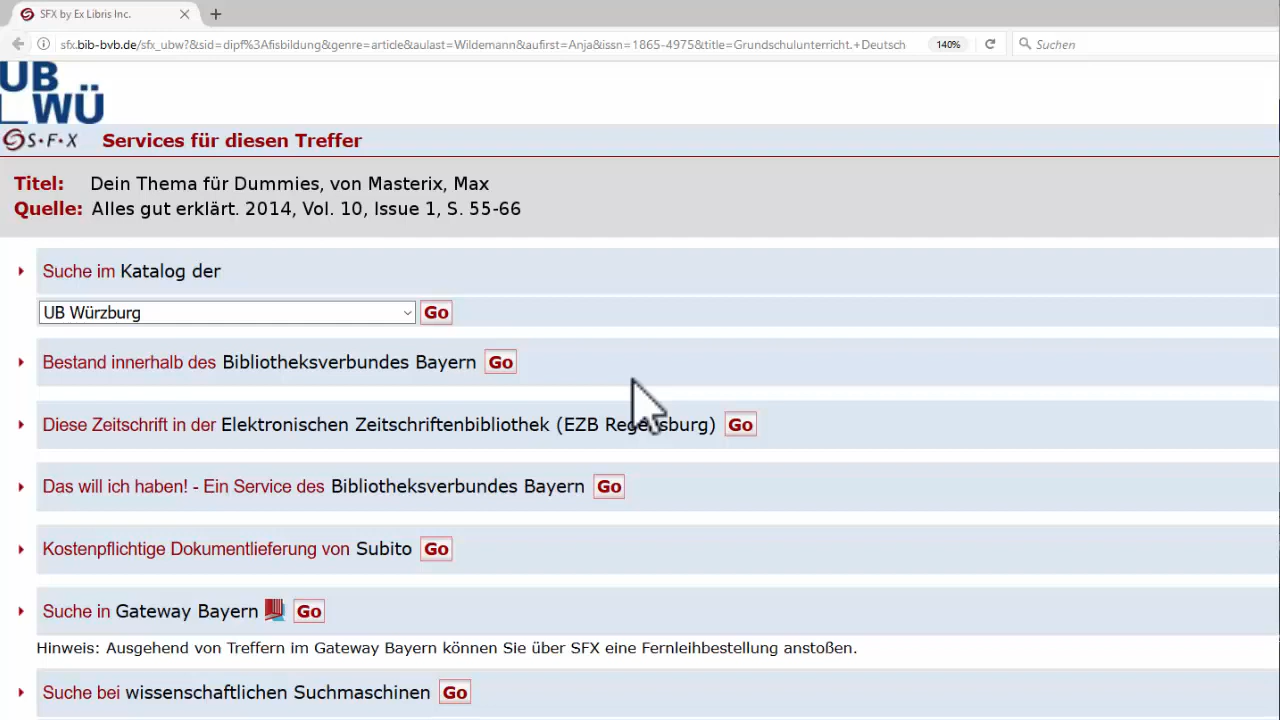 SFX by Ex Libris Inc.
sfx.bib-bvb.de/sfx_ubw?&sid=dipf%3Afisbildung&genre=article&aulast=Wildemann&aufirst=Anja&issn=1865-4975&title=Grundschulunterricht.+Deutsch
140%
Suchen
UB
WÜ
S·F·X Services für diesen Treffer
Titel: Dein Thema für Dummies, von Masterix, Max
Quelle: Alles gut erklärt. 2014, Vol. 10, Issue 1, S. 55-66
Suche im Katalog der
UB Würzburg Go
Bestand innerhalb des Bibliotheksverbundes Bayern Go
Diese Zeitschrift in der Elektronischen Zeitschriftenbibliothek (EZB Regensburg) Go
Das will ich haben! - Ein Service des Bibliotheksverbundes Bayern Go
Kostenpflichtige Dokumentlieferung von Subito Go
Suche in Gateway Bayern Go
Hinweis: Ausgehend von Treffern im Gateway Bayern können Sie über SFX eine Fernleihbestellung anstoßen.
Suche bei wissenschaftlichen Suchmaschinen Go